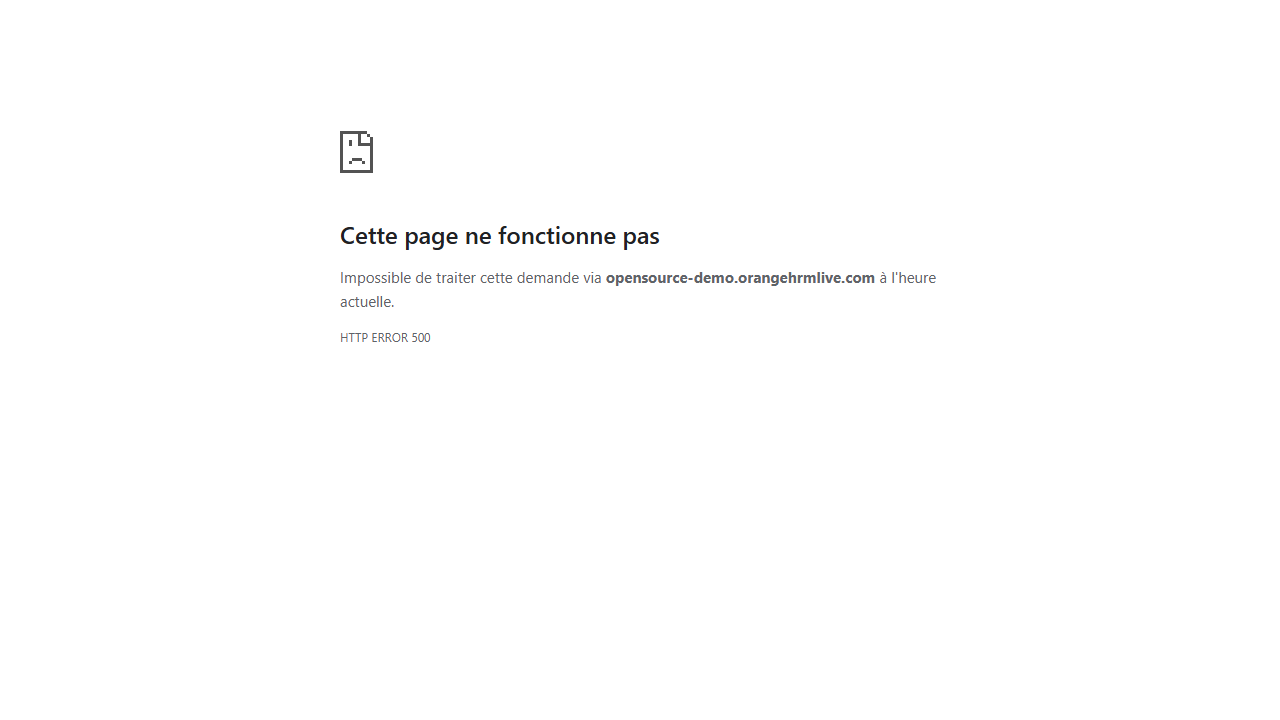 Cette page ne fonctionne pas
Impossible de traiter cette demande via opensource-demo.orangehrmlive.com à l'heure
actuelle.
HTTP ERROR 500